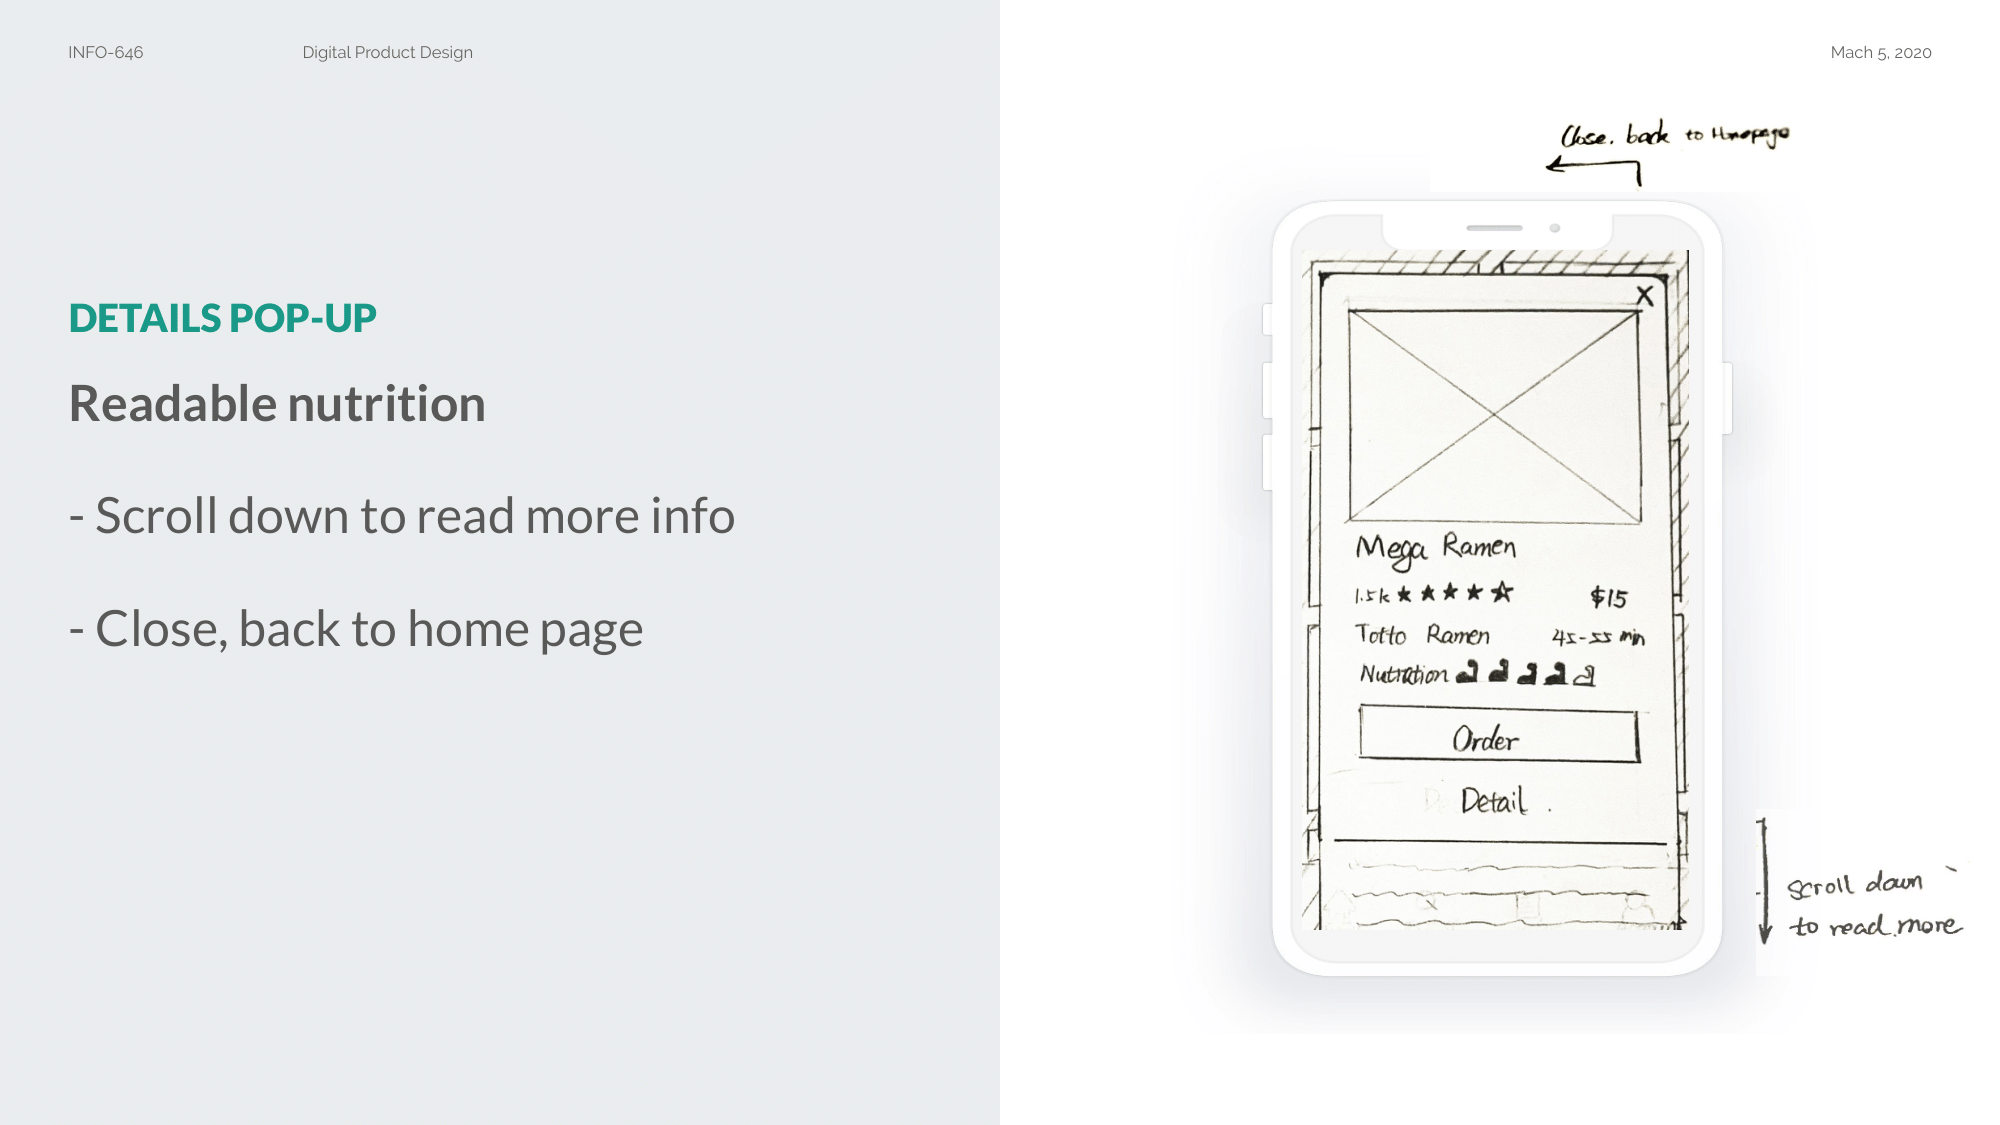 INFO-646
Digital Product Design
Mach 5, 2020
DETAILS POP-UP
Readable nutrition
- Scroll down to read more info
- Close, back to home page
Close. back to Homepage
X
Mega Ramen
1.5k ★★★★☆
$15
Totto Ramen
45-55 min
Nutrition
Order
Detail .
scroll down
to read more